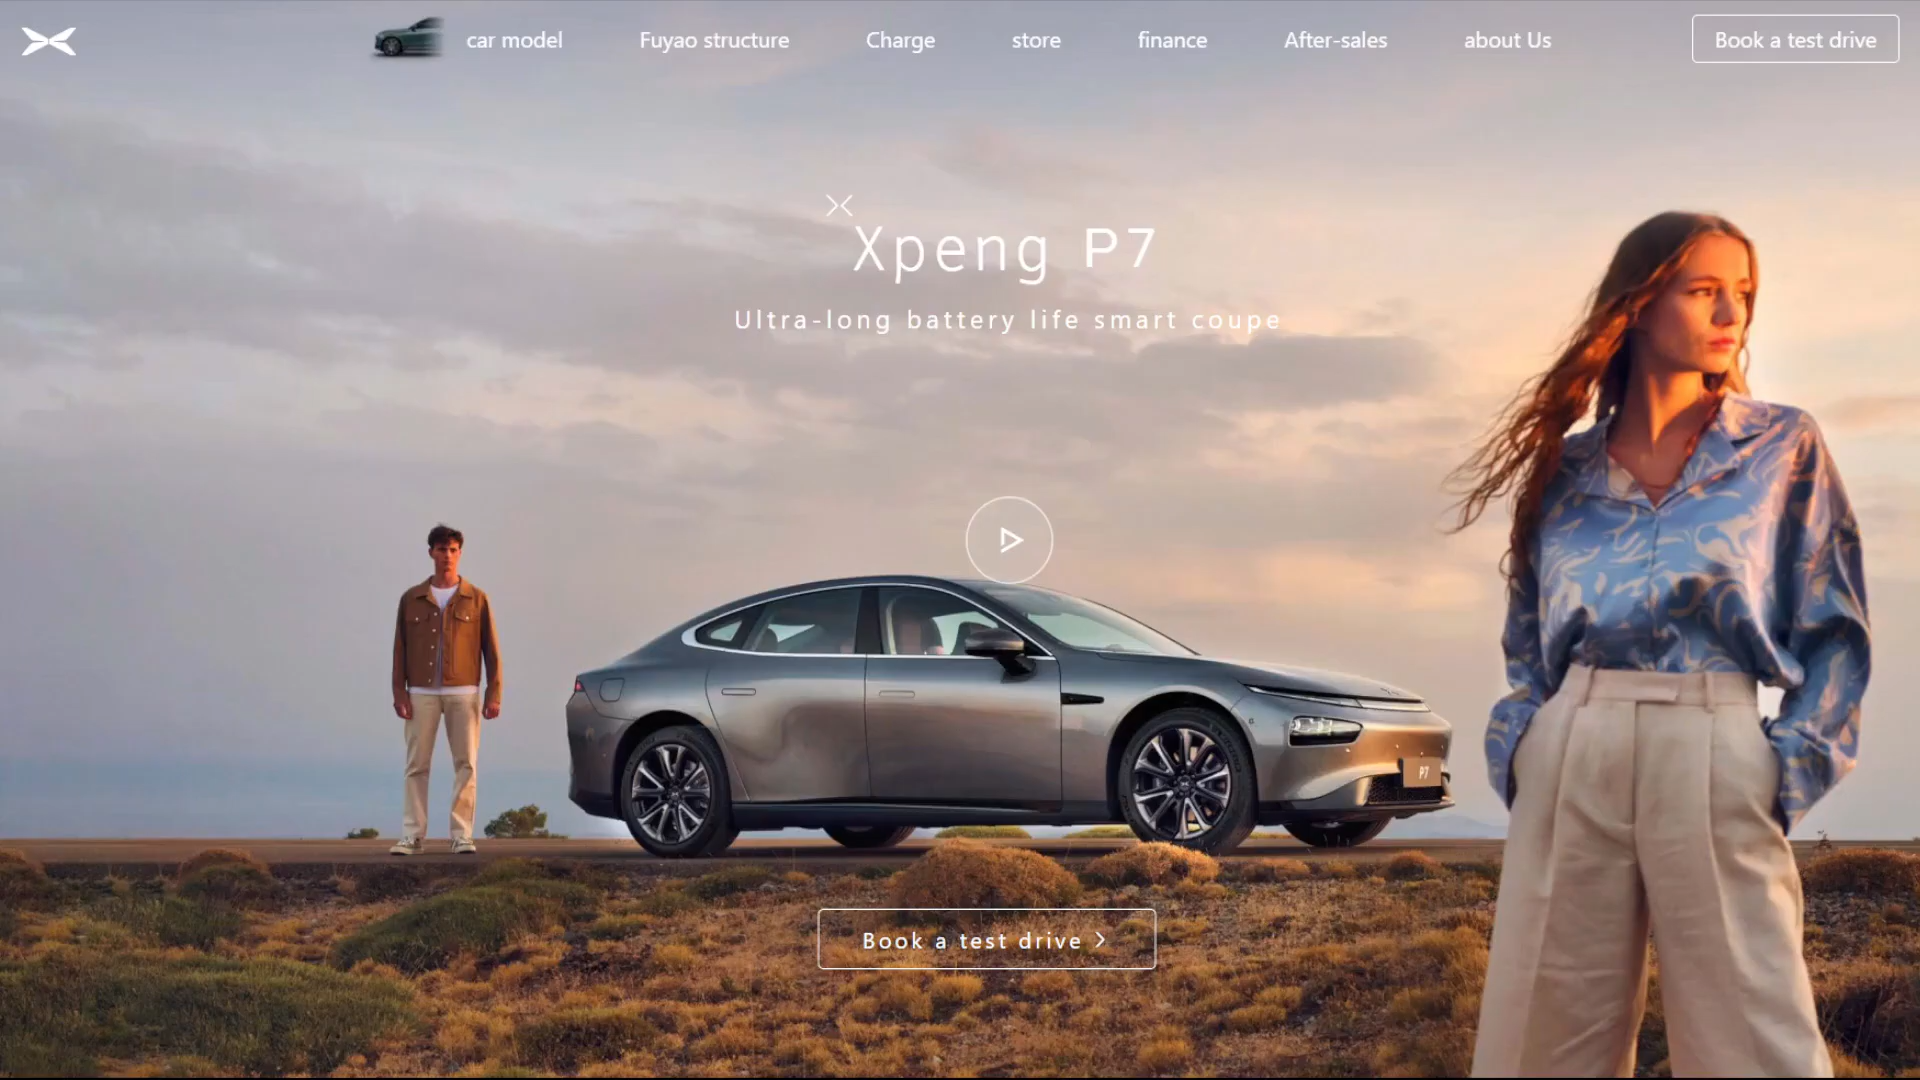 car model Fuyao structure Charge store finance After-sales about Us Book a test drive
Xpeng P7
Ultra-long battery life smart coupe
P7
Book a test drive >